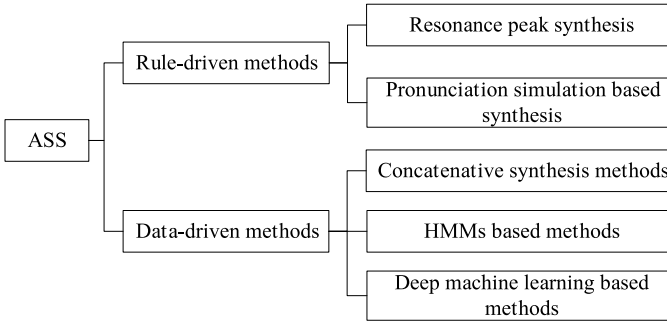 Resonance peak synthesis
Rule-driven methods
Pronunciation simulation based
synthesis
ASS
Concatenative synthesis methods
Data-driven methods
HMMs based methods
Deep machine learning based
methods